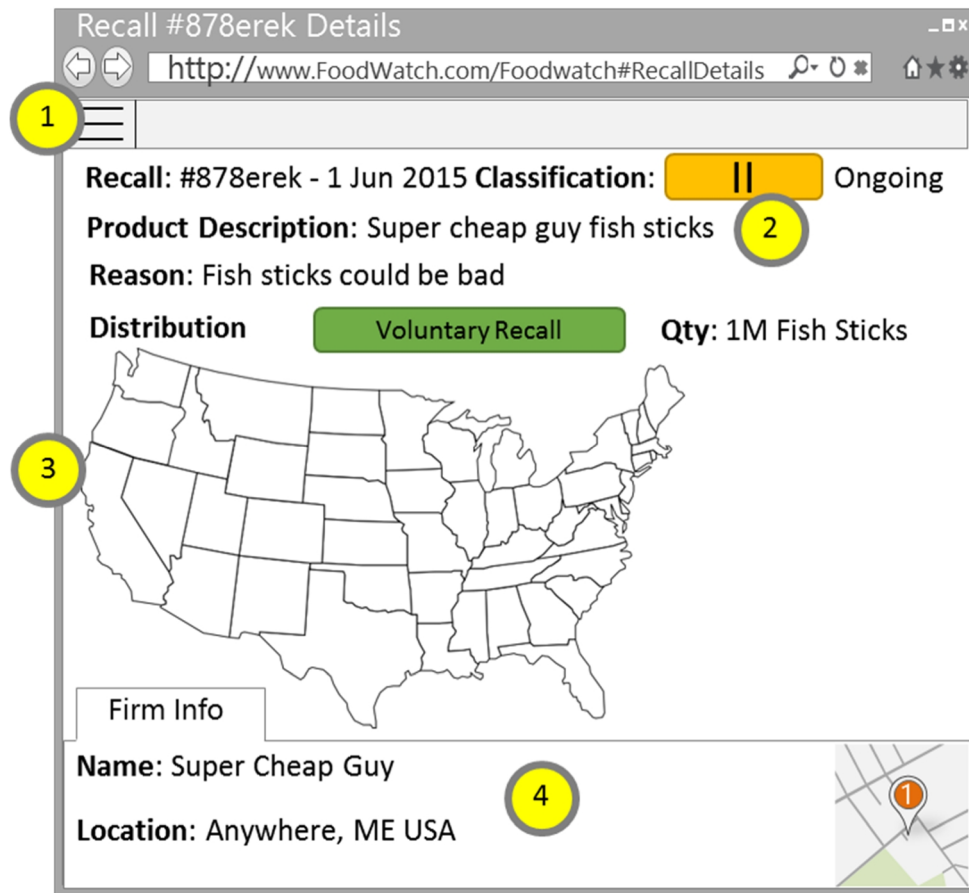 Recall #878erek Details
http://www.FoodWatch.com/Foodwatch#RecallDetails
1
Recall: #878erek - 1 Jun 2015 Classification: II Ongoing
Product Description: Super cheap guy fish sticks
2
Reason: Fish sticks could be bad
Distribution Voluntary Recall Qty: 1M Fish Sticks
3
Firm Info
Name: Super Cheap Guy
4
1
Location: Anywhere, ME USA